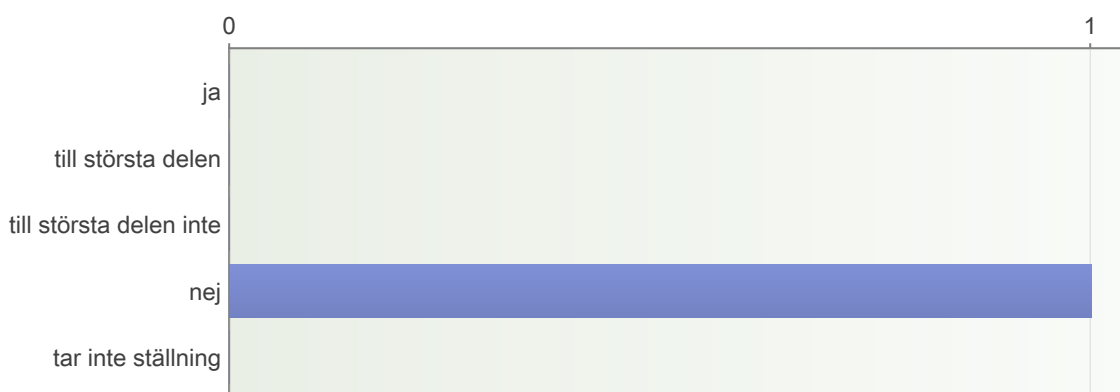 0 1
ja
till största delen
till största delen inte
nej
tar inte ställning